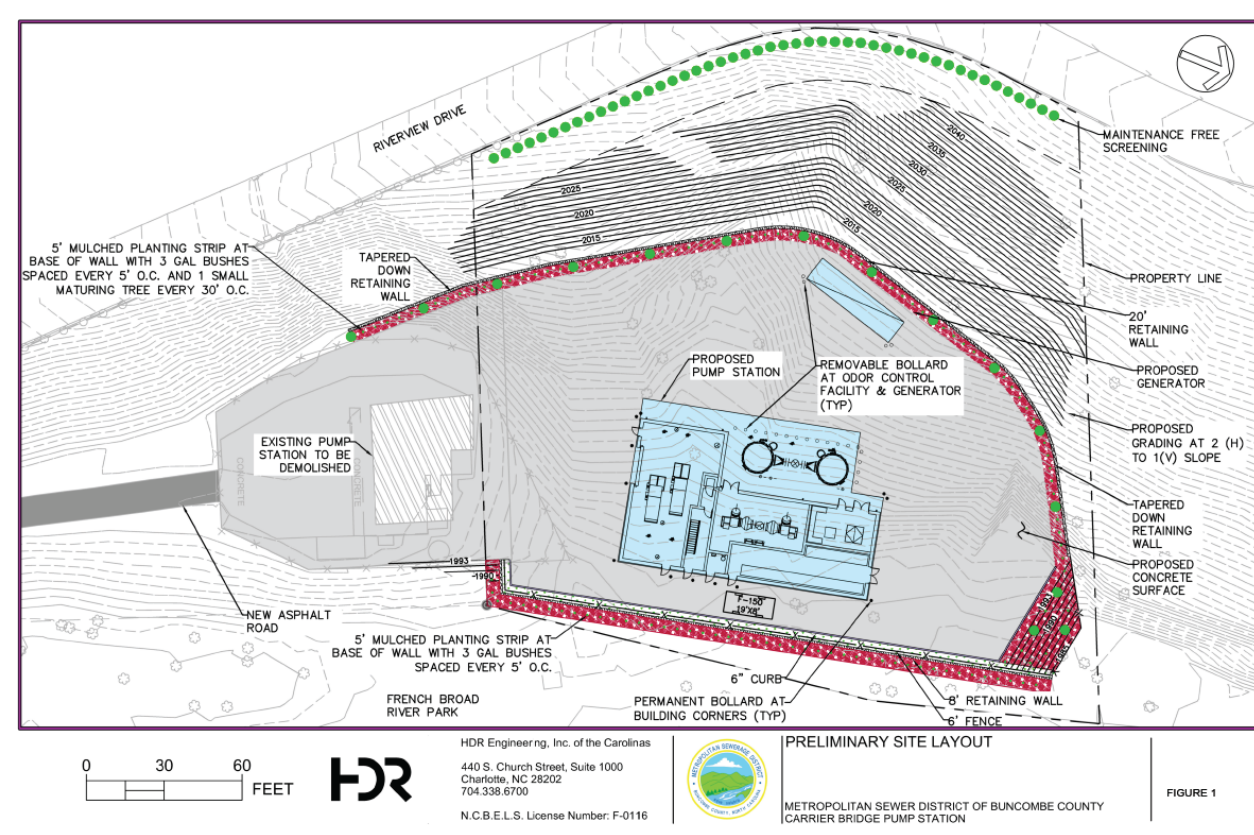 RIVERVIEW DRIVE
MAINTENANCE FREE
SCREENING
2040
2035
2030
2025
2020
2015
2025
2020
2015
5' MULCHED PLANTING STRIP AT
BASE OF WALL WITH 3 GAL BUSHES
SPACED EVERY 5' O.C. AND 1 SMALL
MATURING TREE EVERY 30' O.C.
TAPERED
DOWN
RETAINING
WALL
PROPERTY LINE
20'
RETAINING
WALL
PROPOSED
GENERATOR
PROPOSED
PUMP STATION
REMOVABLE BOLLARD
AT ODOR CONTROL
FACILITY & GENERATOR
(TYP)
PROPOSED
GRADING AT 2 (H)
TO 1(V) SLOPE
EXISTING PUMP
STATION TO BE
DEMOLISHED
CONCRETE
TAPERED
DOWN
RETAINING
WALL
PROPOSED
CONCRETE
SURFACE
1993
1990
F-150
19'X8'
NEW ASPHALT
ROAD
5' MULCHED PLANTING STRIP AT
BASE OF WALL WITH 3 GAL BUSHES
SPACED EVERY 5' O.C.
6" CURB
FRENCH BROAD
RIVER PARK
PERMANENT BOLLARD AT
BUILDING CORNERS (TYP)
8' RETAINING WALL
6' FENCE
0 30 60
FEET
HDR
HDR Engineerng, Inc. of the Carolinas
440 S. Church Street, Suite 1000
Charlotte, NC 28202
704.338.6700
N.C.B.E.L.S. License Number: F-0116
METROPOLITAN SEWERAGE DISTRICT
BUNCOMBE COUNTY, NORTH CAROLINA
PRELIMINARY SITE LAYOUT
METROPOLITAN SEWER DISTRICT OF BUNCOMBE COUNTY
CARRIER BRIDGE PUMP STATION
FIGURE 1